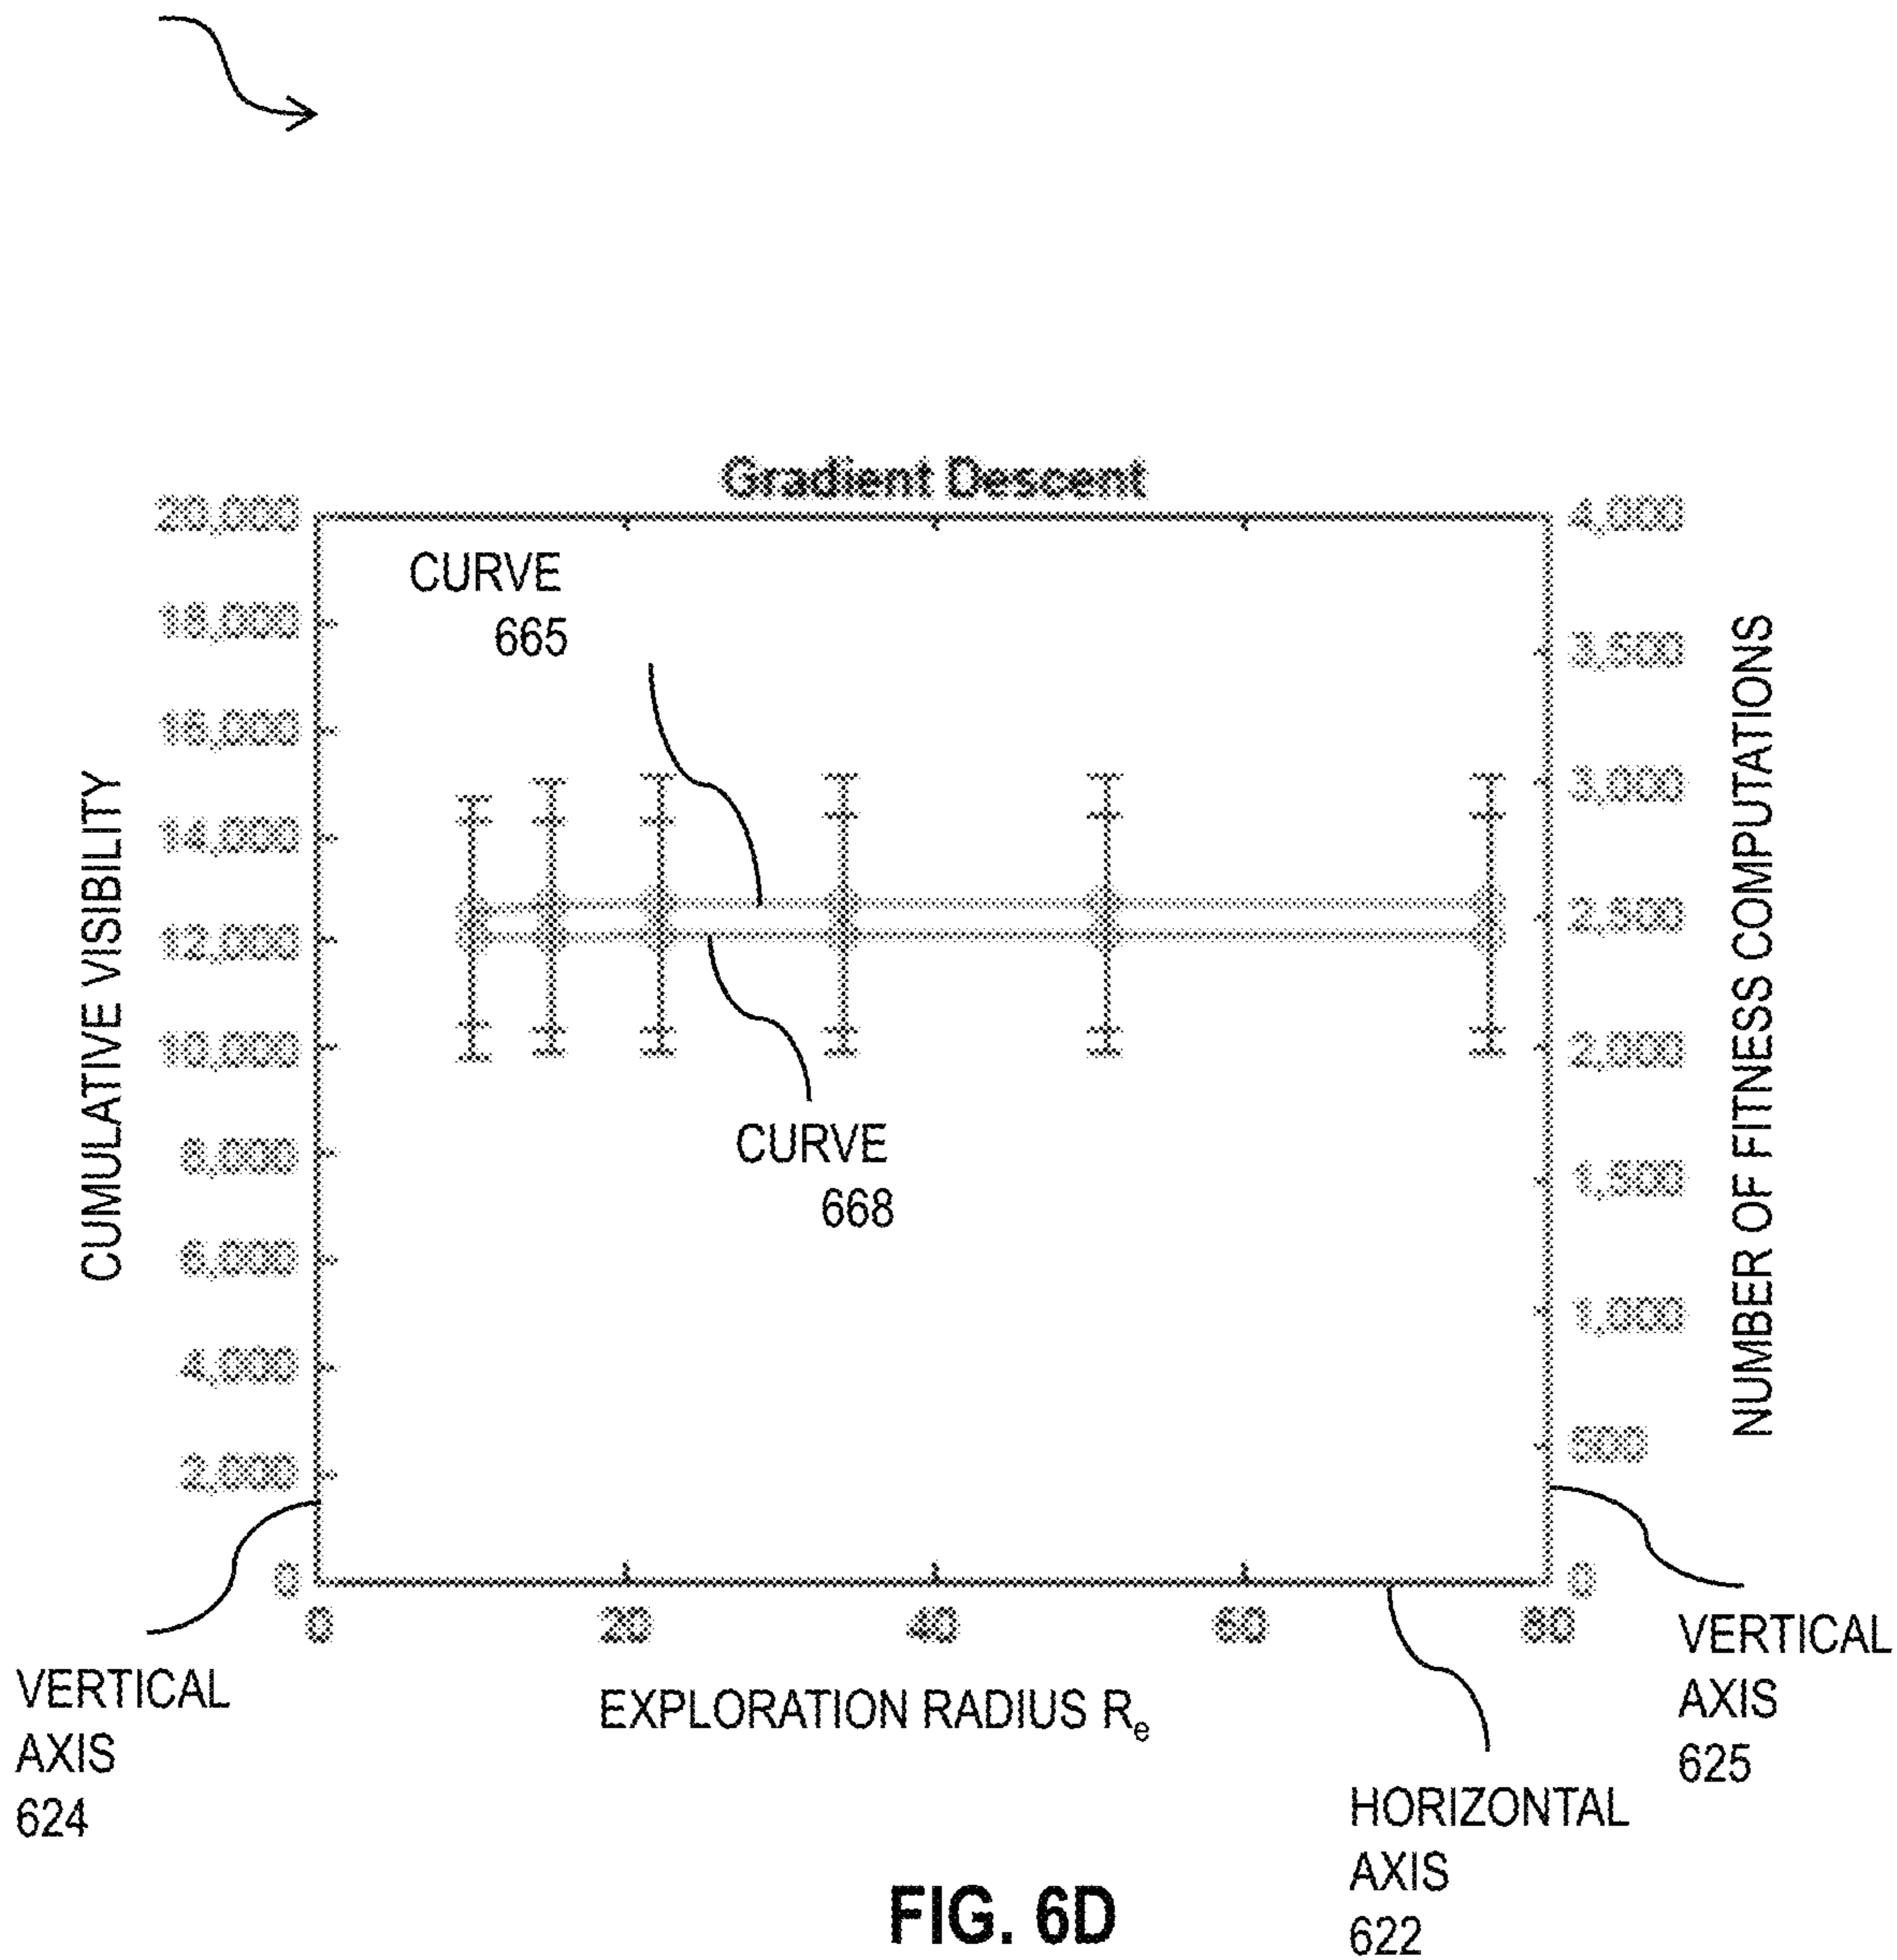 Gradient Descent
20,000
18,000
16,000
14,000
12,000
10,000
8,000
6,000
4,000
2,000
0
4,000
3,500
3,000
2,500
2,000
1,500
1,000
500
0
CURVE
665
CURVE
668
CUMULATIVE VISIBILITY
NUMBER OF FITNESS COMPUTATIONS
0
20
40
60
80
EXPLORATION RADIUS Re
VERTICAL
AXIS
624
VERTICAL
AXIS
625
HORIZONTAL
AXIS
622
FIG. 6D